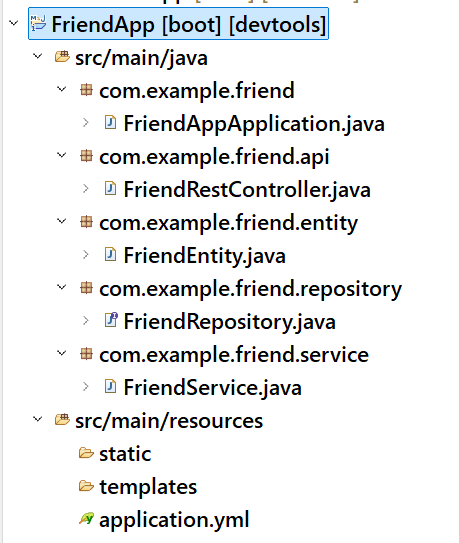 FriendApp [boot] [devtools]
src/main/java
com.example.friend
FriendAppApplication.java
com.example.friend.api
FriendRestController.java
com.example.friend.entity
FriendEntity.java
com.example.friend.repository
FriendRepository.java
com.example.friend.service
FriendService.java
src/main/resources
static
templates
application.yml